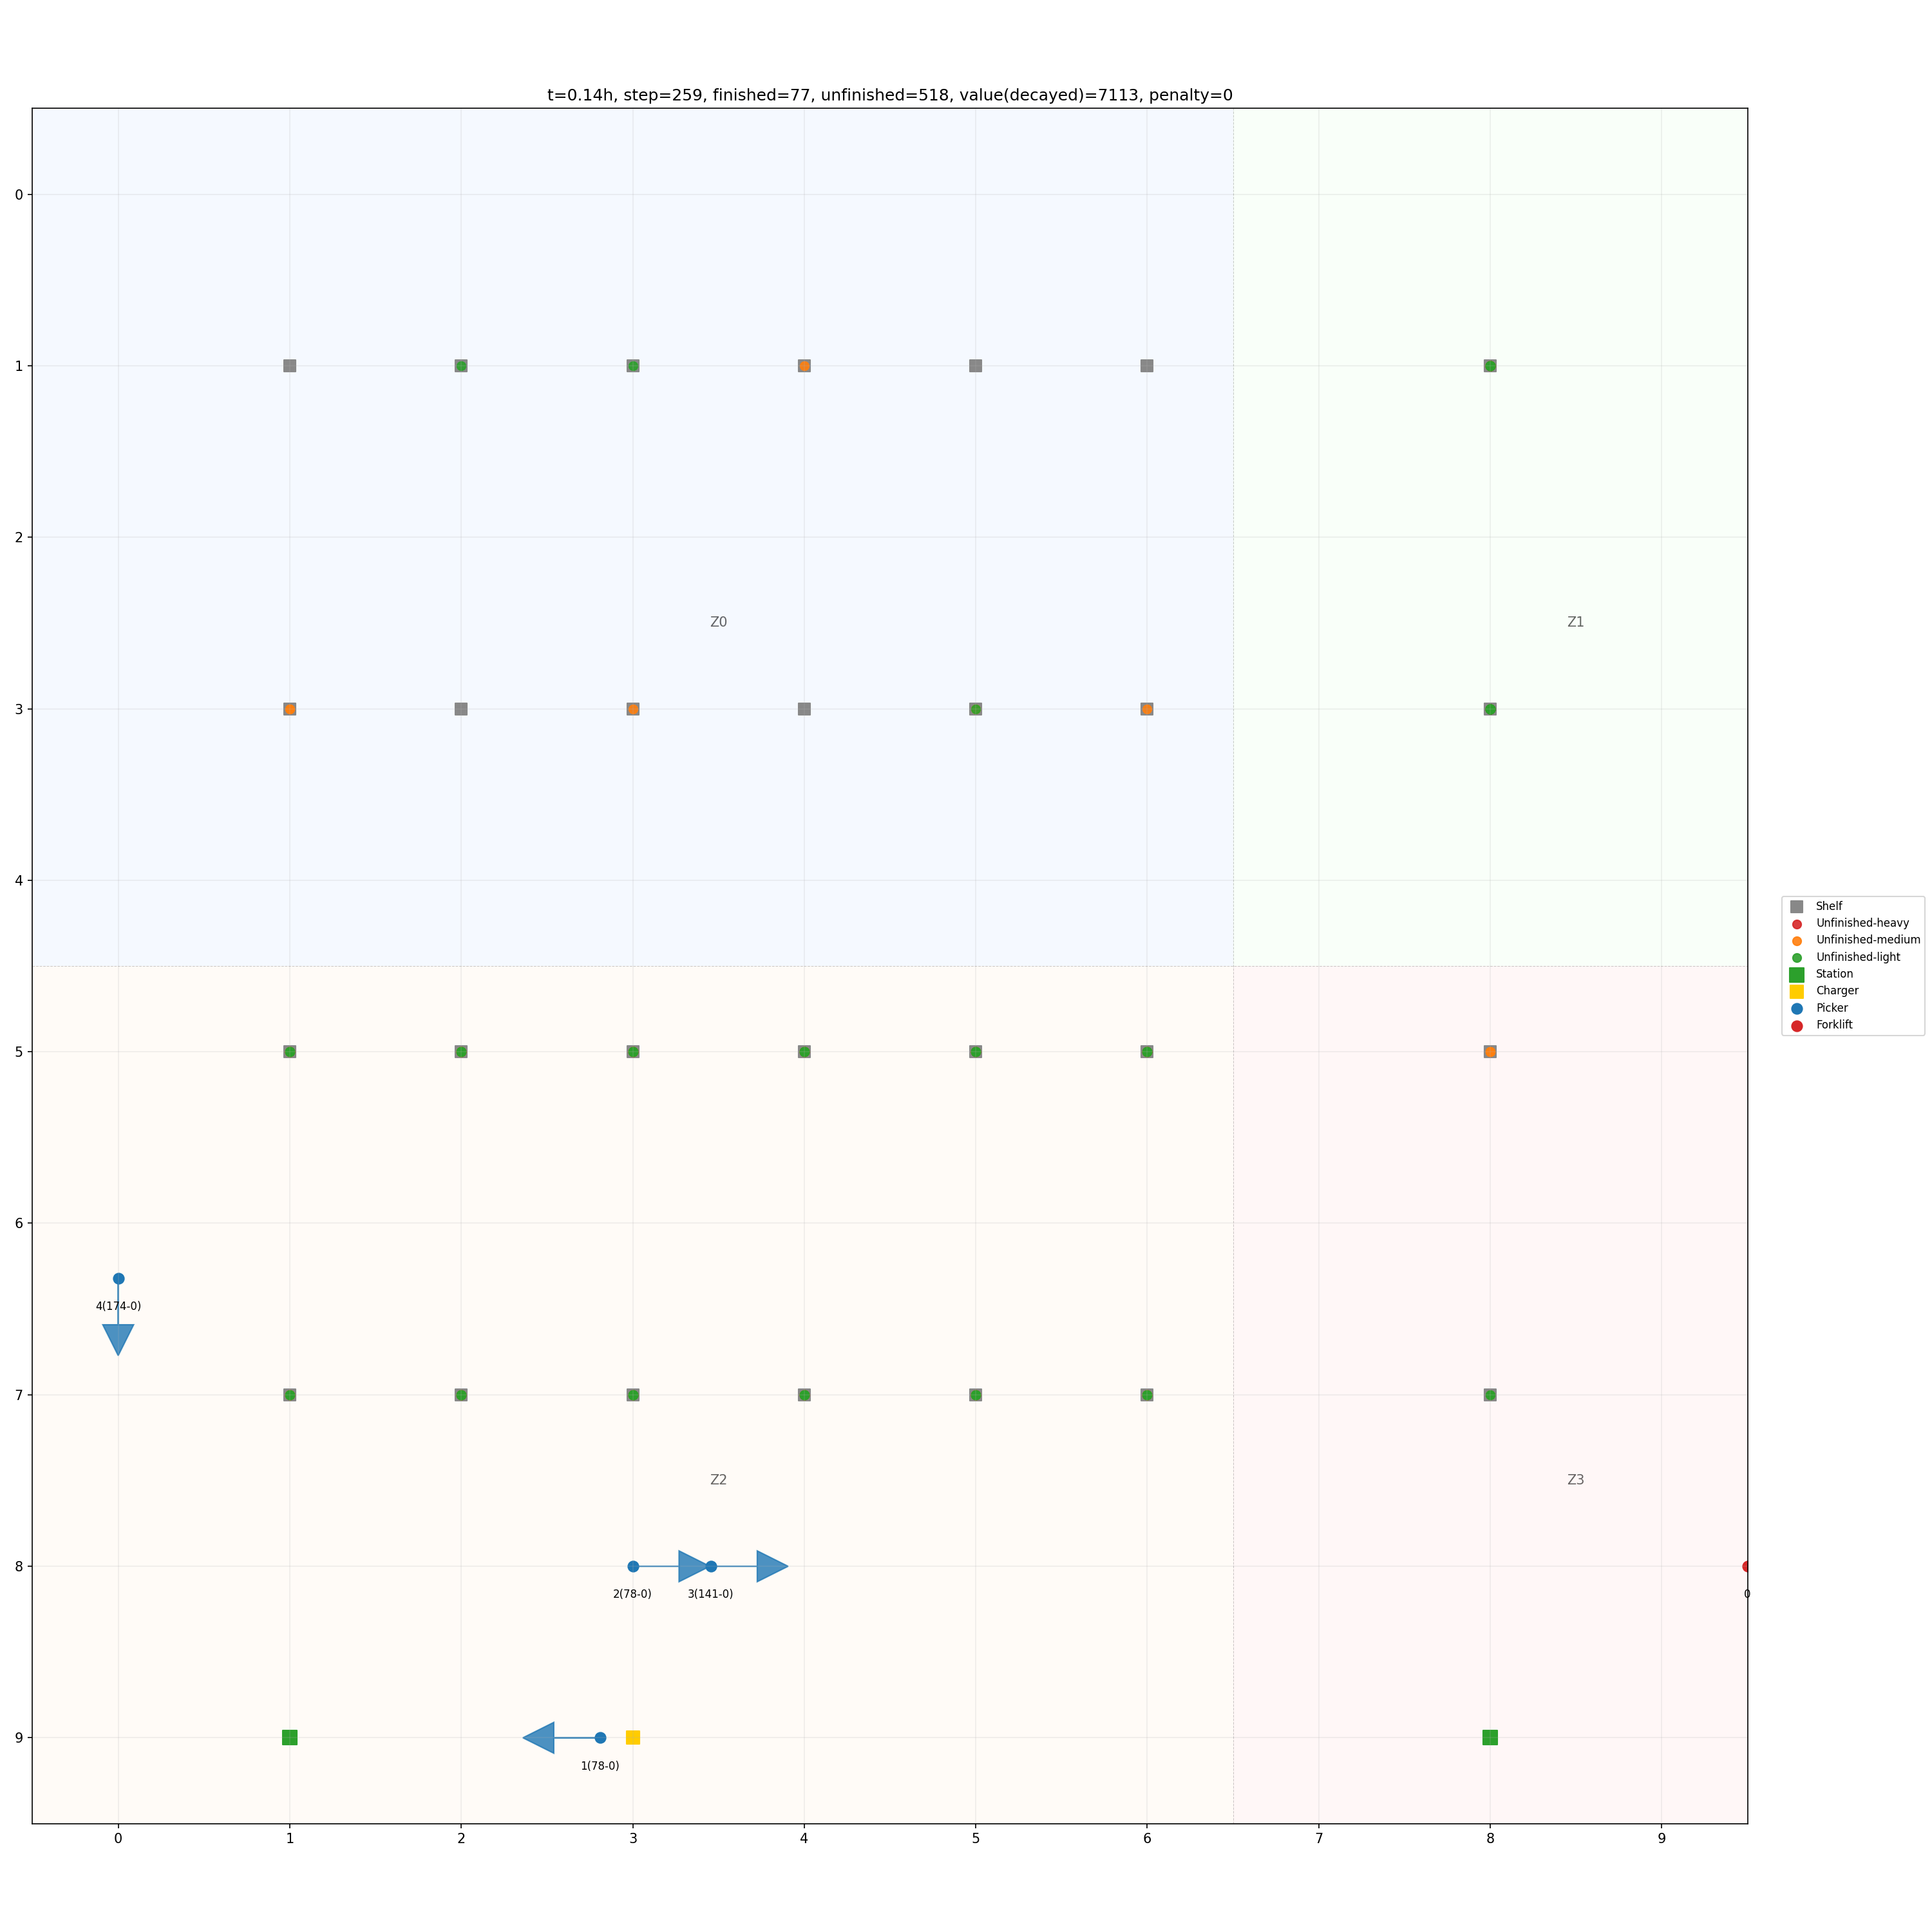 t=0.14h, step=259, finished=77, unfinished=518, value(decayed)=7113, penalty=0
0
1
2
Z0
Z1
3
4
Shelf
Unfinished-heavy
Unfinished-medium
Unfinished-light
Station
Charger
Picker
Forklift
5
6
4(174-0)
7
Z2
Z3
8
2(78-0)
3(141-0)
0
9
1(78-0)
0
1
2
3
4
5
6
7
8
9